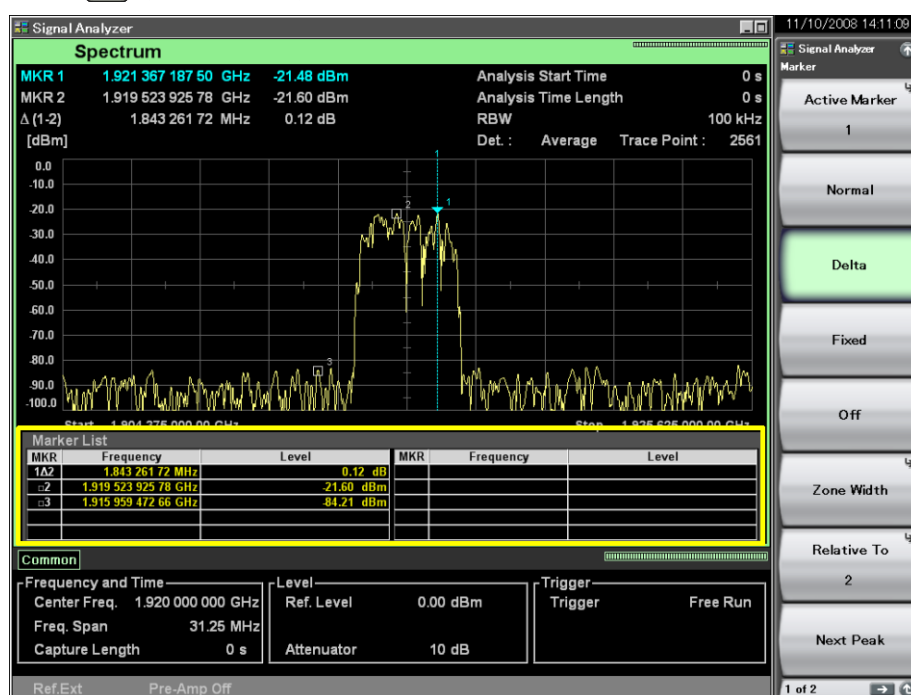 Signal Analyzer
11/10/2008 14:11:09
Spectrum
MKR 1 1.921 367 187 50 GHz -21.48 dBm
MKR 2 1.919 523 925 78 GHz -21.60 dBm
Δ (1-2) 1.843 261 72 MHz 0.12 dB
[dBm]
Analysis Start Time 0 s
Analysis Time Length 0 s
RBW 100 kHz
Det. : Average Trace Point : 2561
1
0.0
-10.0
-20.0
-30.0
-40.0
-50.0
-60.0
-70.0
-80.0
-90.0
-100.0
2
1
3
Marker List
MKR Frequency Level MKR Frequency Level
1Δ2 1.843 261 72 MHz 0.12 dB
□2 1.919 523 925 78 GHz -21.60 dBm
□3 1.915 959 472 66 GHz -84.21 dBm
Common
Frequency and Time
Center Freq. 1.920 000 000 GHz
Freq. Span 31.25 MHz
Capture Length 0 s
Level
Ref. Level 0.00 dBm
Attenuator 10 dB
Trigger
Trigger Free Run
Ref.Ext Pre-Amp Off
Signal Analyzer
Marker
Active Marker
1
Normal
Delta
Fixed
Off
Zone Width
Relative To
2
Next Peak
1 of 2